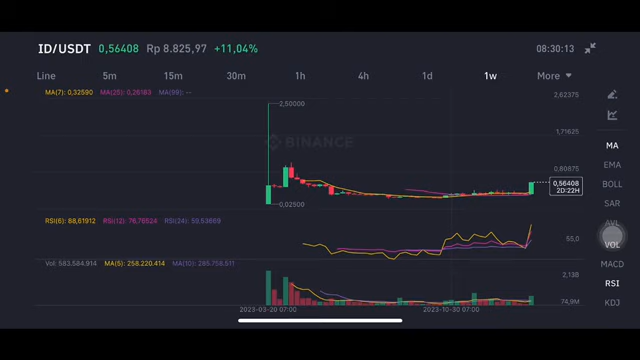 ID/USDT 0,56408 Rp 8.825,97 +11,04% 08:30:13
Line 5m 15m 30m 1h 4h 1d 1w More
MA(7): 0,32590 MA(25): 0,26183 MA(99): --
2,62375
2,50000
1,71625
BINANCE
0,80875
0,56408
2D:22H
0,02500
RSI(6): 88,61912 RSI(12): 76,76524 RSI(24): 59,53669
55,0
Vol: 583.584.914 MA(5): 258.220.414 MA(10): 285.758.511
2,13B
74,9M
2023-03-20 07:00 2023-10-30 07:00
MA
EMA
BOLL
SAR
AVL
VOL
MACD
RSI
KDJ